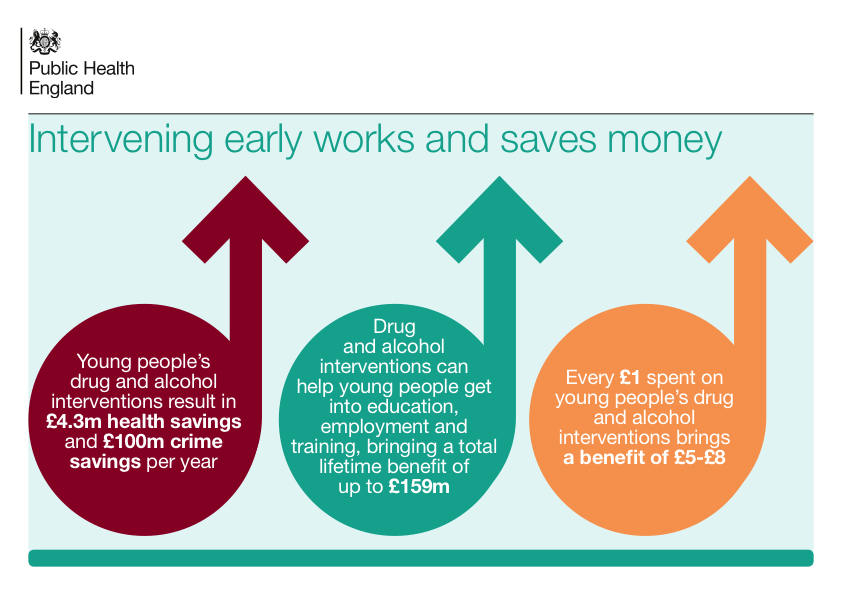 Public Health
England
Intervening early works and saves money
Young people’s
drug and alcohol
interventions result in
£4.3m health savings
and £100m crime
savings per year
Drug
and alcohol
interventions can
help young people get
into education,
employment and
training, bringing a total
lifetime benefit of
up to £159m
Every £1 spent on
young people’s drug
and alcohol
interventions brings
a benefit of £5-£8